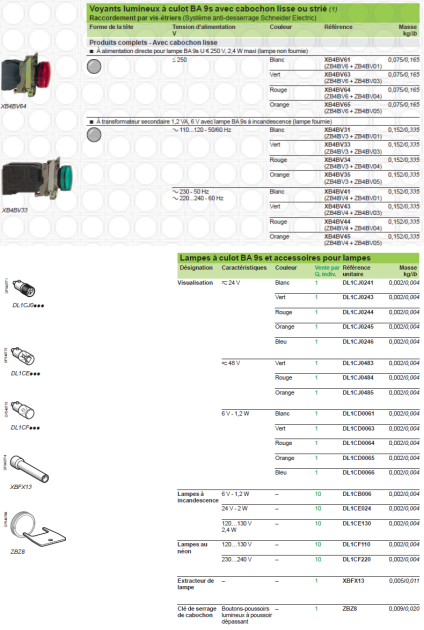 Voyants lumineux à culot BA 9s avec cabochon lisse ou strié (1)
Raccordement par vis-étriers (Système anti-desserrage Schneider Electric)
Forme de la tête Tension d'alimentation Couleur Référence Masse
V kg/lb
Produits complets - Avec cabochon lisse
■ A alimentation directe pour lampe BA 9s U ≤ 250 V, 2,4 W maxi (lampe non fournie)
≤ 250 Blanc XB4BV61 0,075/0,165
(ZB4BV6 + ZB4BV01)
Vert XB4BV63 0,075/0,165
(ZB4BV6 + ZB4BV03)
Rouge XB4BV64 0,075/0,165
(ZB4BV6 + ZB4BV04)
Orange XB4BV65 0,075/0,165
(ZB4BV6 + ZB4BV05)
XB4BV64
■ A transformateur secondaire 1,2 VA, 6 V avec lampe BA 9s à incandescence (lampe fournie)
∿ 110...120 - 50/60 Hz Blanc XB4BV31 0,152/0,335
(ZB4BV3 + ZB4BV01)
Vert XB4BV33 0,152/0,335
(ZB4BV3 + ZB4BV03)
Rouge XB4BV34 0,152/0,335
(ZB4BV3 + ZB4BV04)
Orange XB4BV35 0,152/0,335
(ZB4BV3 + ZB4BV05)
∿ 230 - 50 Hz Blanc XB4BV41 0,152/0,335
∿ 220...240 - 60 Hz (ZB4BV4 + ZB4BV01)
Vert XB4BV43 0,152/0,335
(ZB4BV4 + ZB4BV03)
Rouge XB4BV44 0,152/0,335
(ZB4BV4 + ZB4BV04)
Orange XB4BV45 0,152/0,335
(ZB4BV4 + ZB4BV05)
XB4BV33
Lampes à culot BA 9s et accessoires pour lampes
Désignation Caractéristiques Couleur Vente par Référence Masse
Q. indiv. unitaire kg/lb
Visualisation 24 V Blanc 1 DL1CJ0241 0,002/0,004
Vert 1 DL1CJ0243 0,002/0,004
Rouge 1 DL1CJ0244 0,002/0,004
Orange 1 DL1CJ0245 0,002/0,004
Bleu 1 DL1CJ0246 0,002/0,004
48 V Vert 1 DL1CJ0483 0,002/0,004
Rouge 1 DL1CJ0484 0,002/0,004
Orange 1 DL1CJ0485 0,002/0,004
6 V - 1,2 W Blanc 1 DL1CD0061 0,002/0,004
Vert 1 DL1CD0063 0,002/0,004
Rouge 1 DL1CD0064 0,002/0,004
Orange 1 DL1CD0065 0,002/0,004
Bleu 1 DL1CD0066 0,002/0,004
Lampes à 6 V - 1,2 W – 10 DL1CB006 0,002/0,004
incandescence
24 V - 2 W – 10 DL1CE024 0,002/0,004
120...130 V – 10 DL1CE130 0,002/0,004
2,4 W
Lampes au 120...130 V – 10 DL1CF110 0,002/0,004
néon
230...240 V – 10 DL1CF220 0,002/0,004
Extracteur de – – 1 XBFX13 0,005/0,011
lampe
Clé de serrage Boutons-poussoirs – 1 ZBZ8 0,009/0,020
de cabochon lumineux à poussoir
dépassant
DL1CJ0●●●
DL1CE●●●
DL1CF●●●
XBFX13
ZBZ8